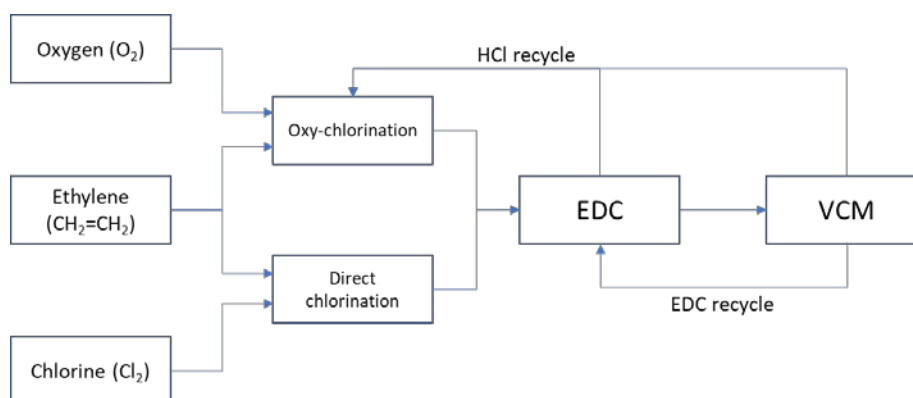 Oxygen (O₂)
HCl recycle
Oxy-chlorination
Ethylene
(CH₂=CH₂)
EDC
VCM
Direct
chlorination
EDC recycle
Chlorine (Cl₂)